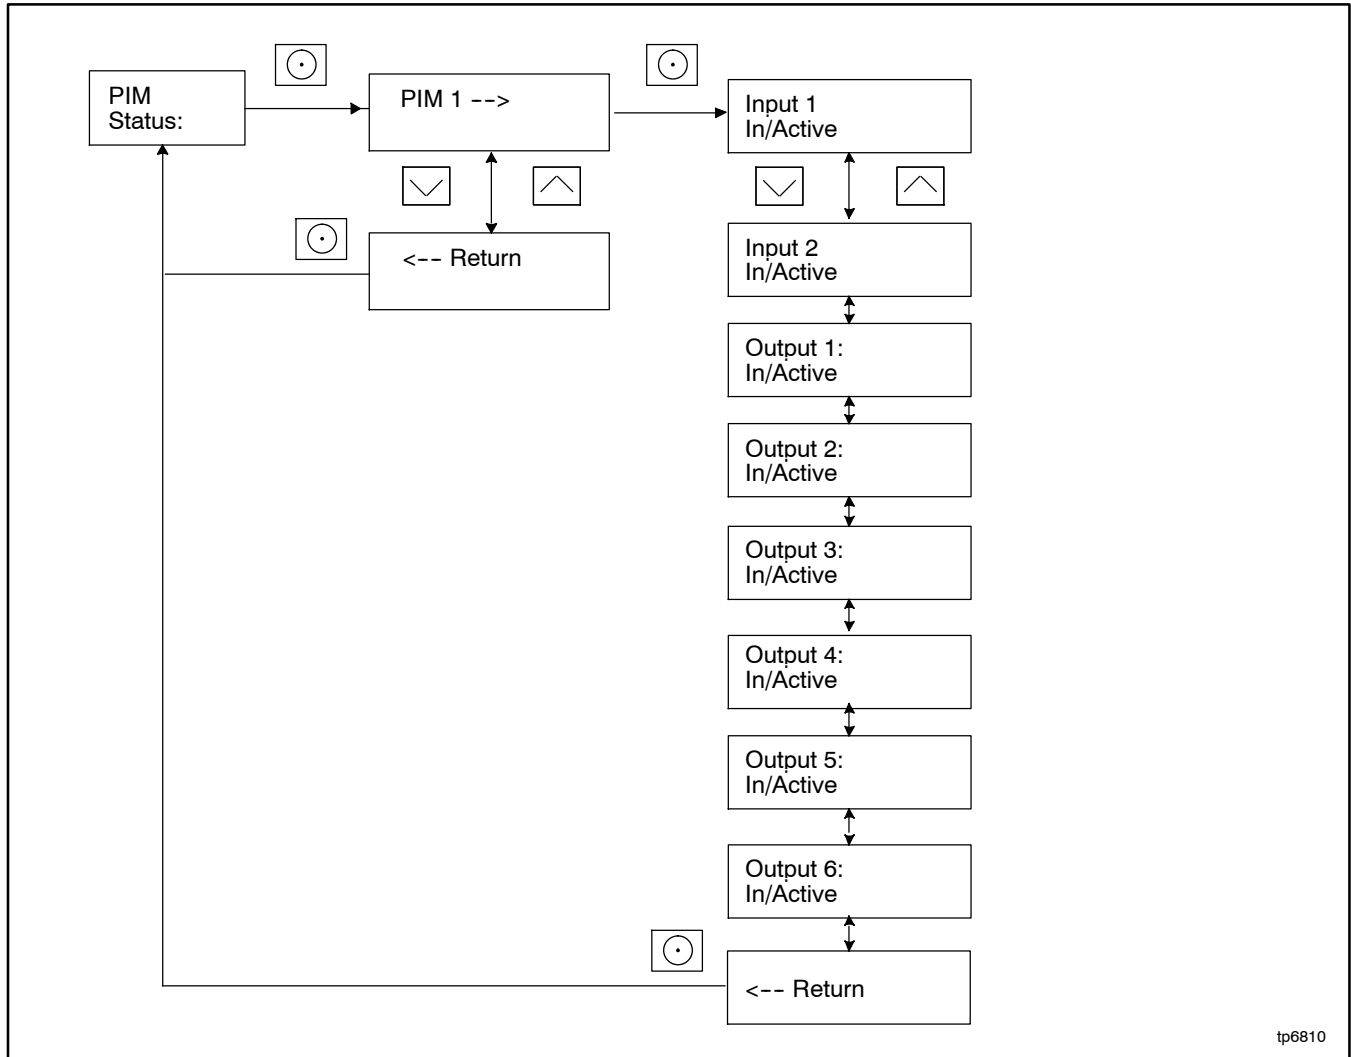 PIM
Status:
PIM 1 -->
<-- Return
Input 1
In/Active
Input 2
In/Active
Output 1:
In/Active
Output 2:
In/Active
Output 3:
In/Active
Output 4:
In/Active
Output 5:
In/Active
Output 6:
In/Active
<-- Return
tp6810